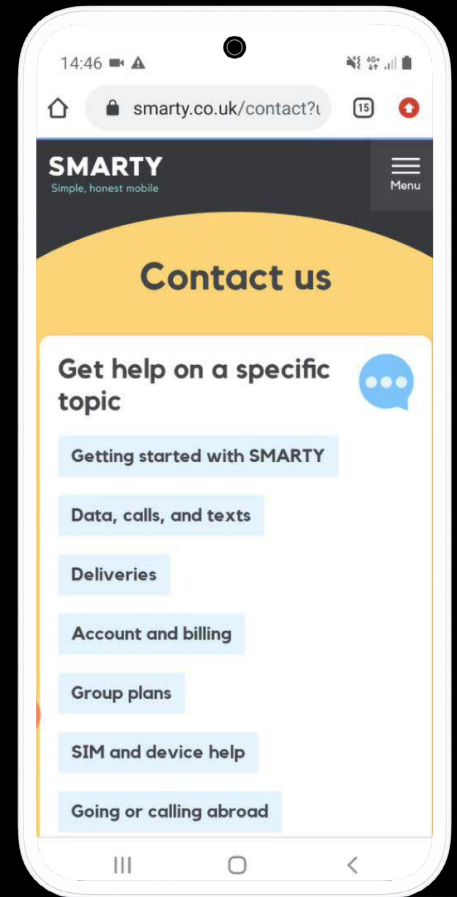 14:46
4G+
smarty.co.uk/contact?u
15
SMARTY
Simple, honest mobile
Menu
Contact us
Get help on a specific
topic
Getting started with SMARTY
Data, calls, and texts
Deliveries
Account and billing
Group plans
SIM and device help
Going or calling abroad